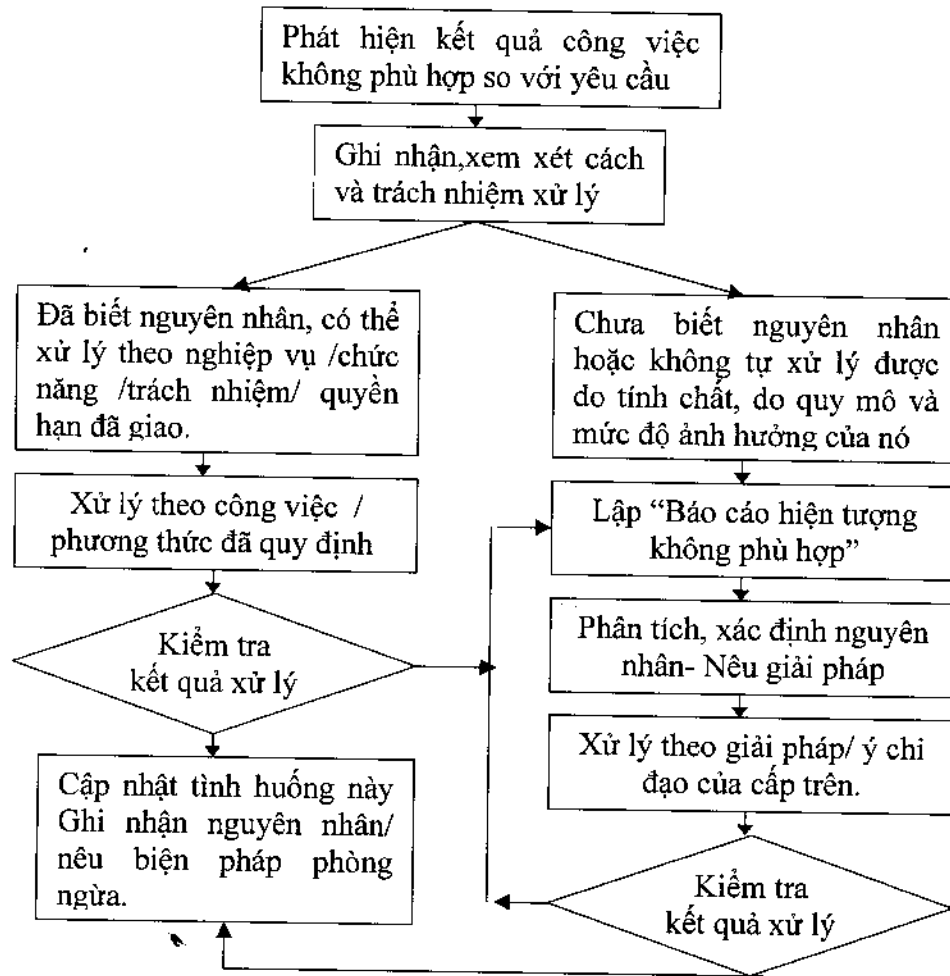 Phát hiện kết quả công việc
không phù hợp so với yêu cầu
Ghi nhận,xem xét cách
và trách nhiệm xử lý
Đã biết nguyên nhân, có thể
xử lý theo nghiệp vụ /chức
năng /trách nhiệm/ quyền
hạn đã giao.
Xử lý theo công việc /
phương thức đã quy định
Kiểm tra
kết quả xử lý
Cập nhật tình huống này
Ghi nhận nguyên nhân/
nêu biện pháp phòng
ngừa.
Chưa biết nguyên nhân
hoặc không tự xử lý được
do tính chất, do quy mô và
mức độ ảnh hưởng của nó
Lập “Báo cáo hiện tượng
không phù hợp”
Phân tích, xác định nguyên
nhân- Nêu giải pháp
Xử lý theo giải pháp/ ý chỉ
đạo của cấp trên.
Kiểm tra
kết quả xử lý